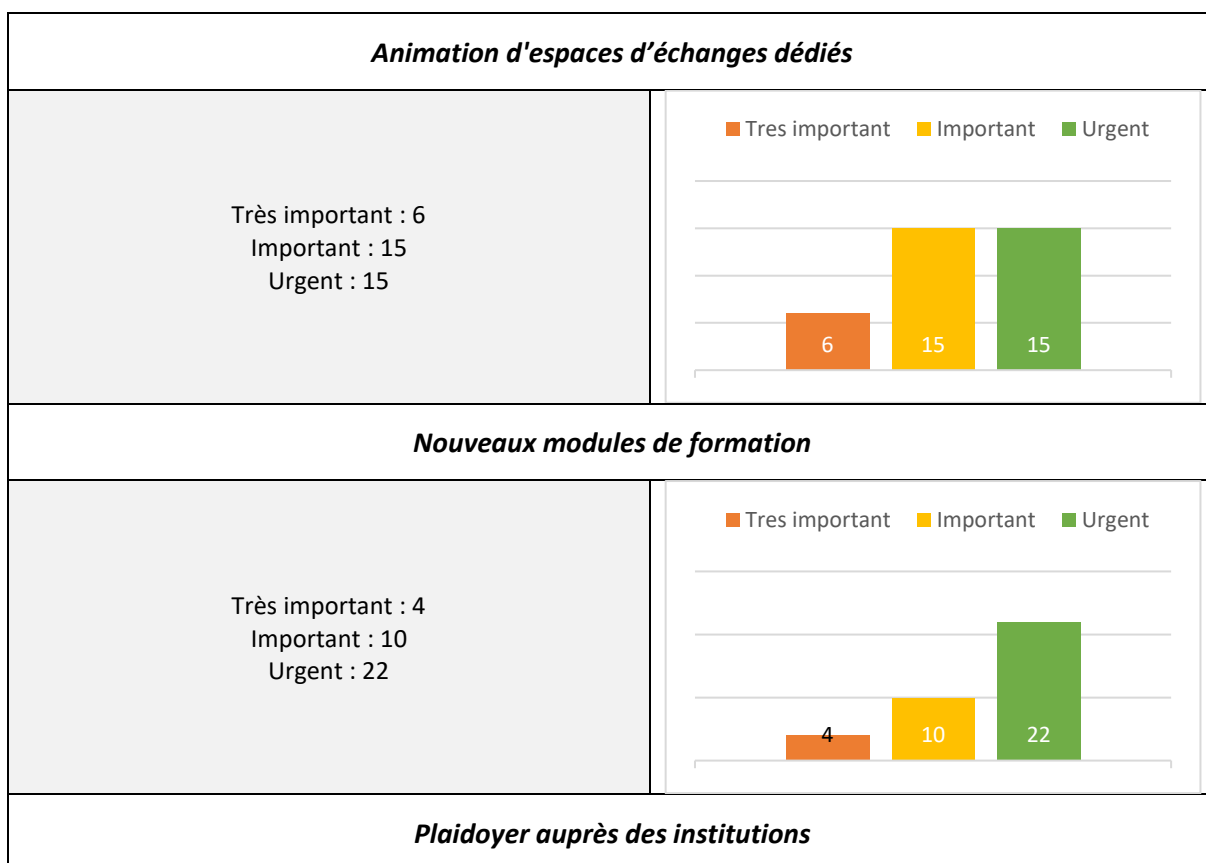 Animation d'espaces d’échanges dédiés
Très important : 6
Important : 15
Urgent : 15
Tres important Important Urgent
6 15 15
Nouveaux modules de formation
Très important : 4
Important : 10
Urgent : 22
Tres important Important Urgent
4 10 22
Plaidoyer auprès des institutions